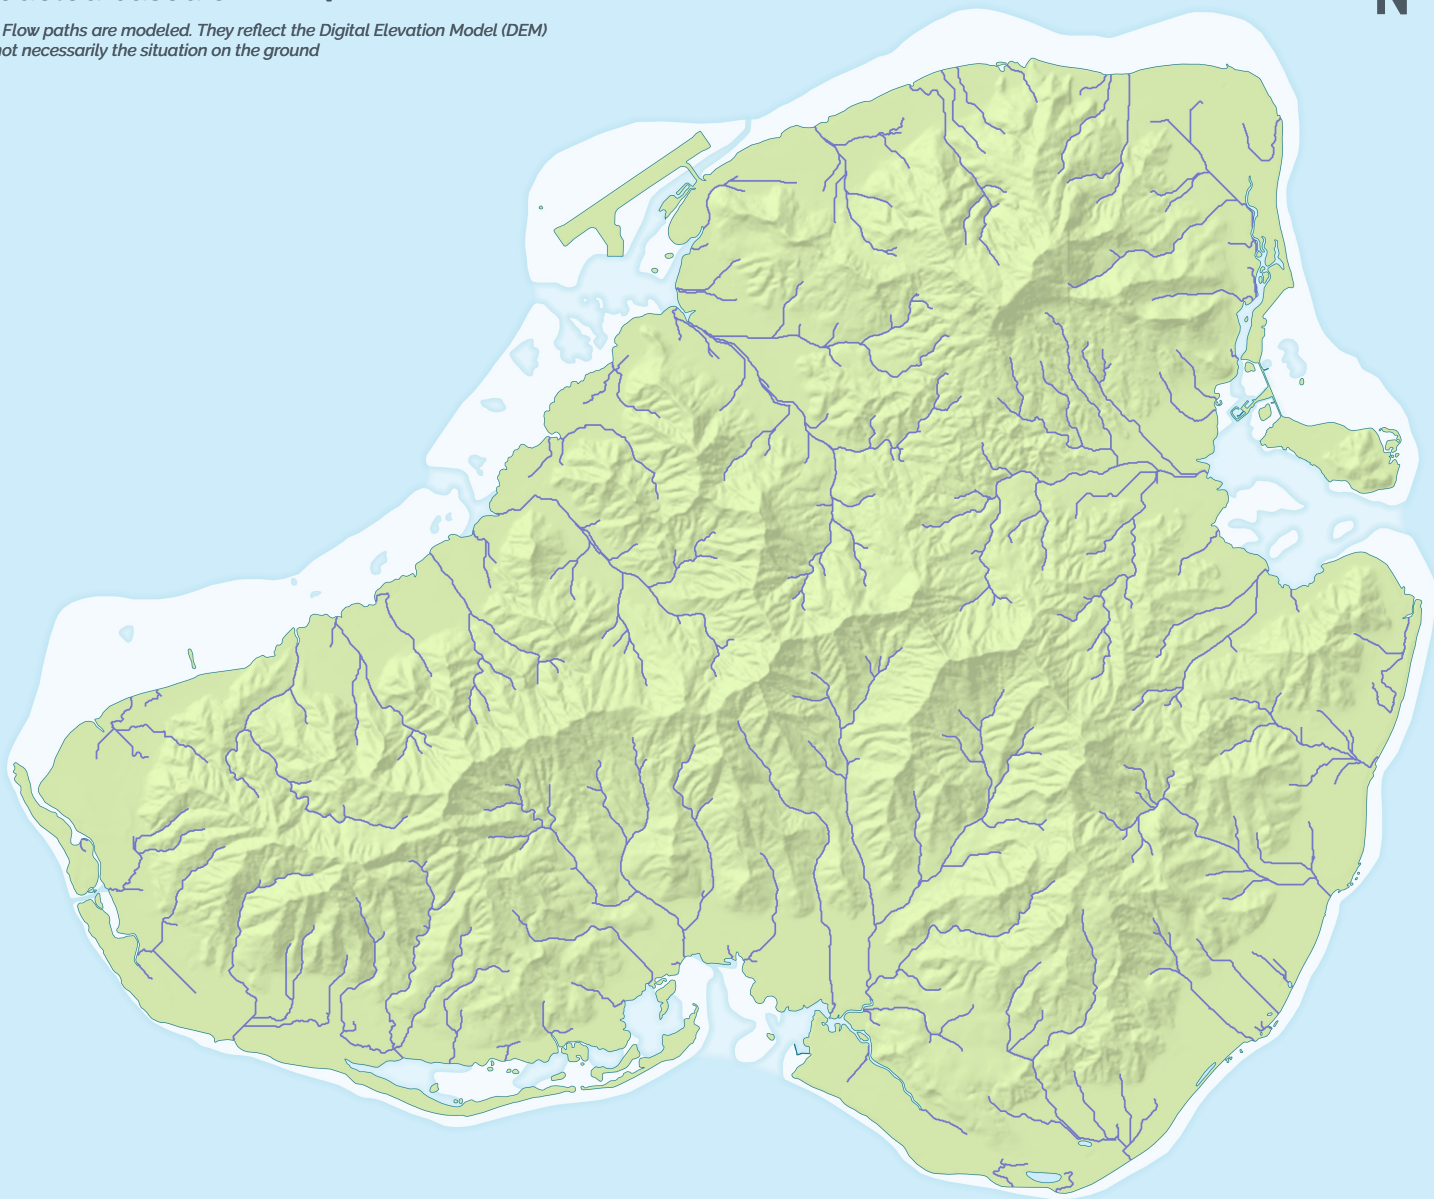 Flow paths are modeled. They reflect the Digital Elevation Model (DEM)
not necessarily the situation on the ground
N